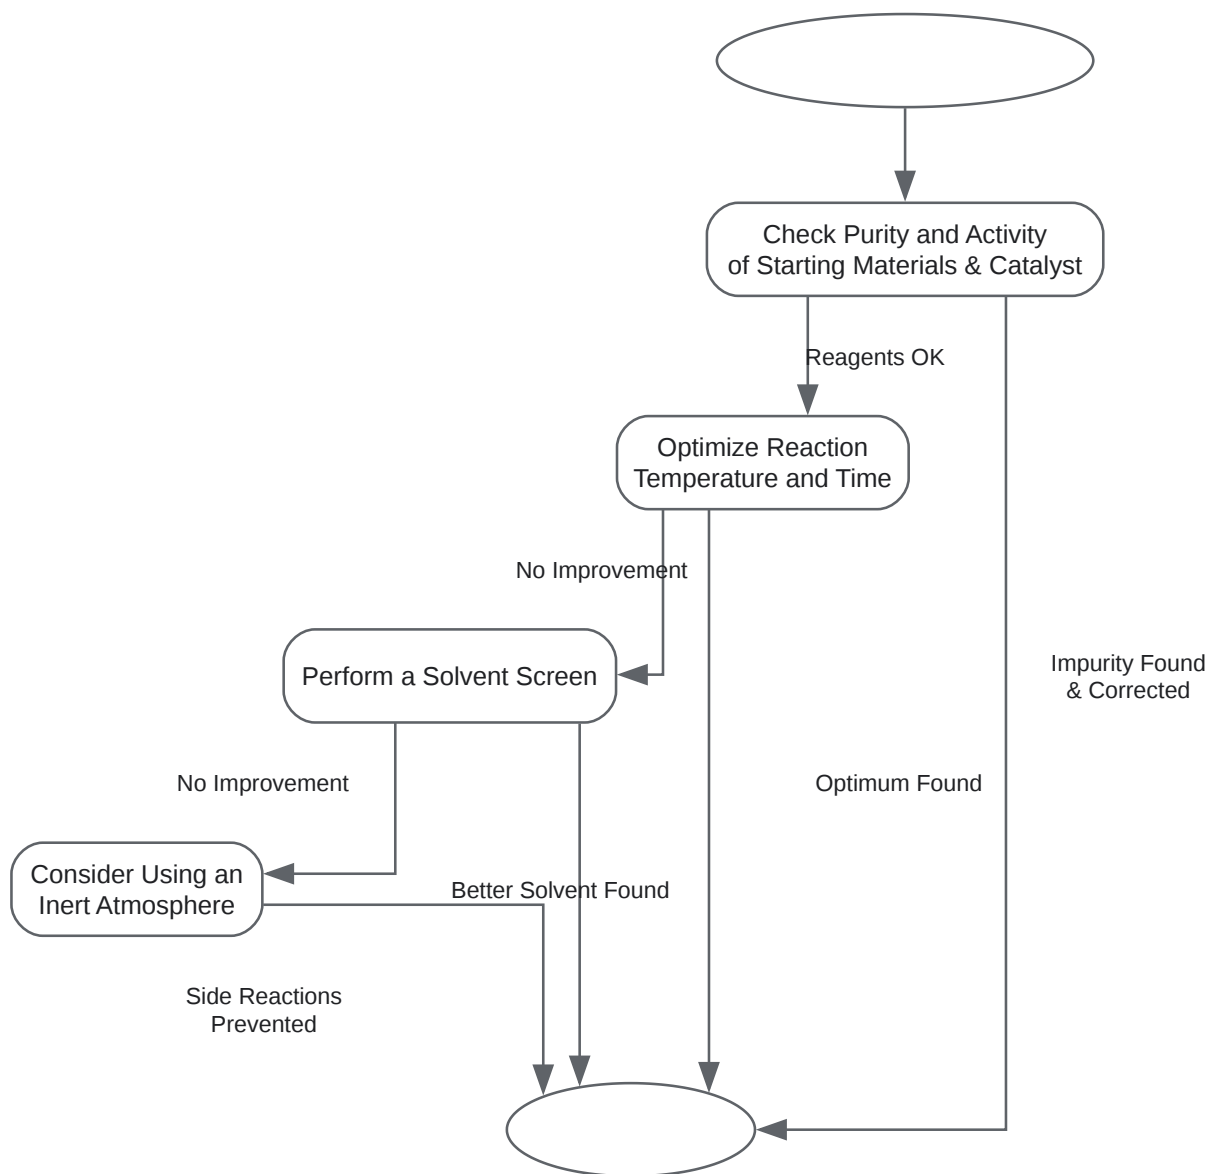 Check Purity and Activity
of Starting Materials & Catalyst
Reagents OK
Optimize Reaction
Temperature and Time
No Improvement
Perform a Solvent Screen
Impurity Found
& Corrected
No Improvement
Optimum Found
Consider Using an
Inert Atmosphere
Better Solvent Found
Side Reactions
Prevented